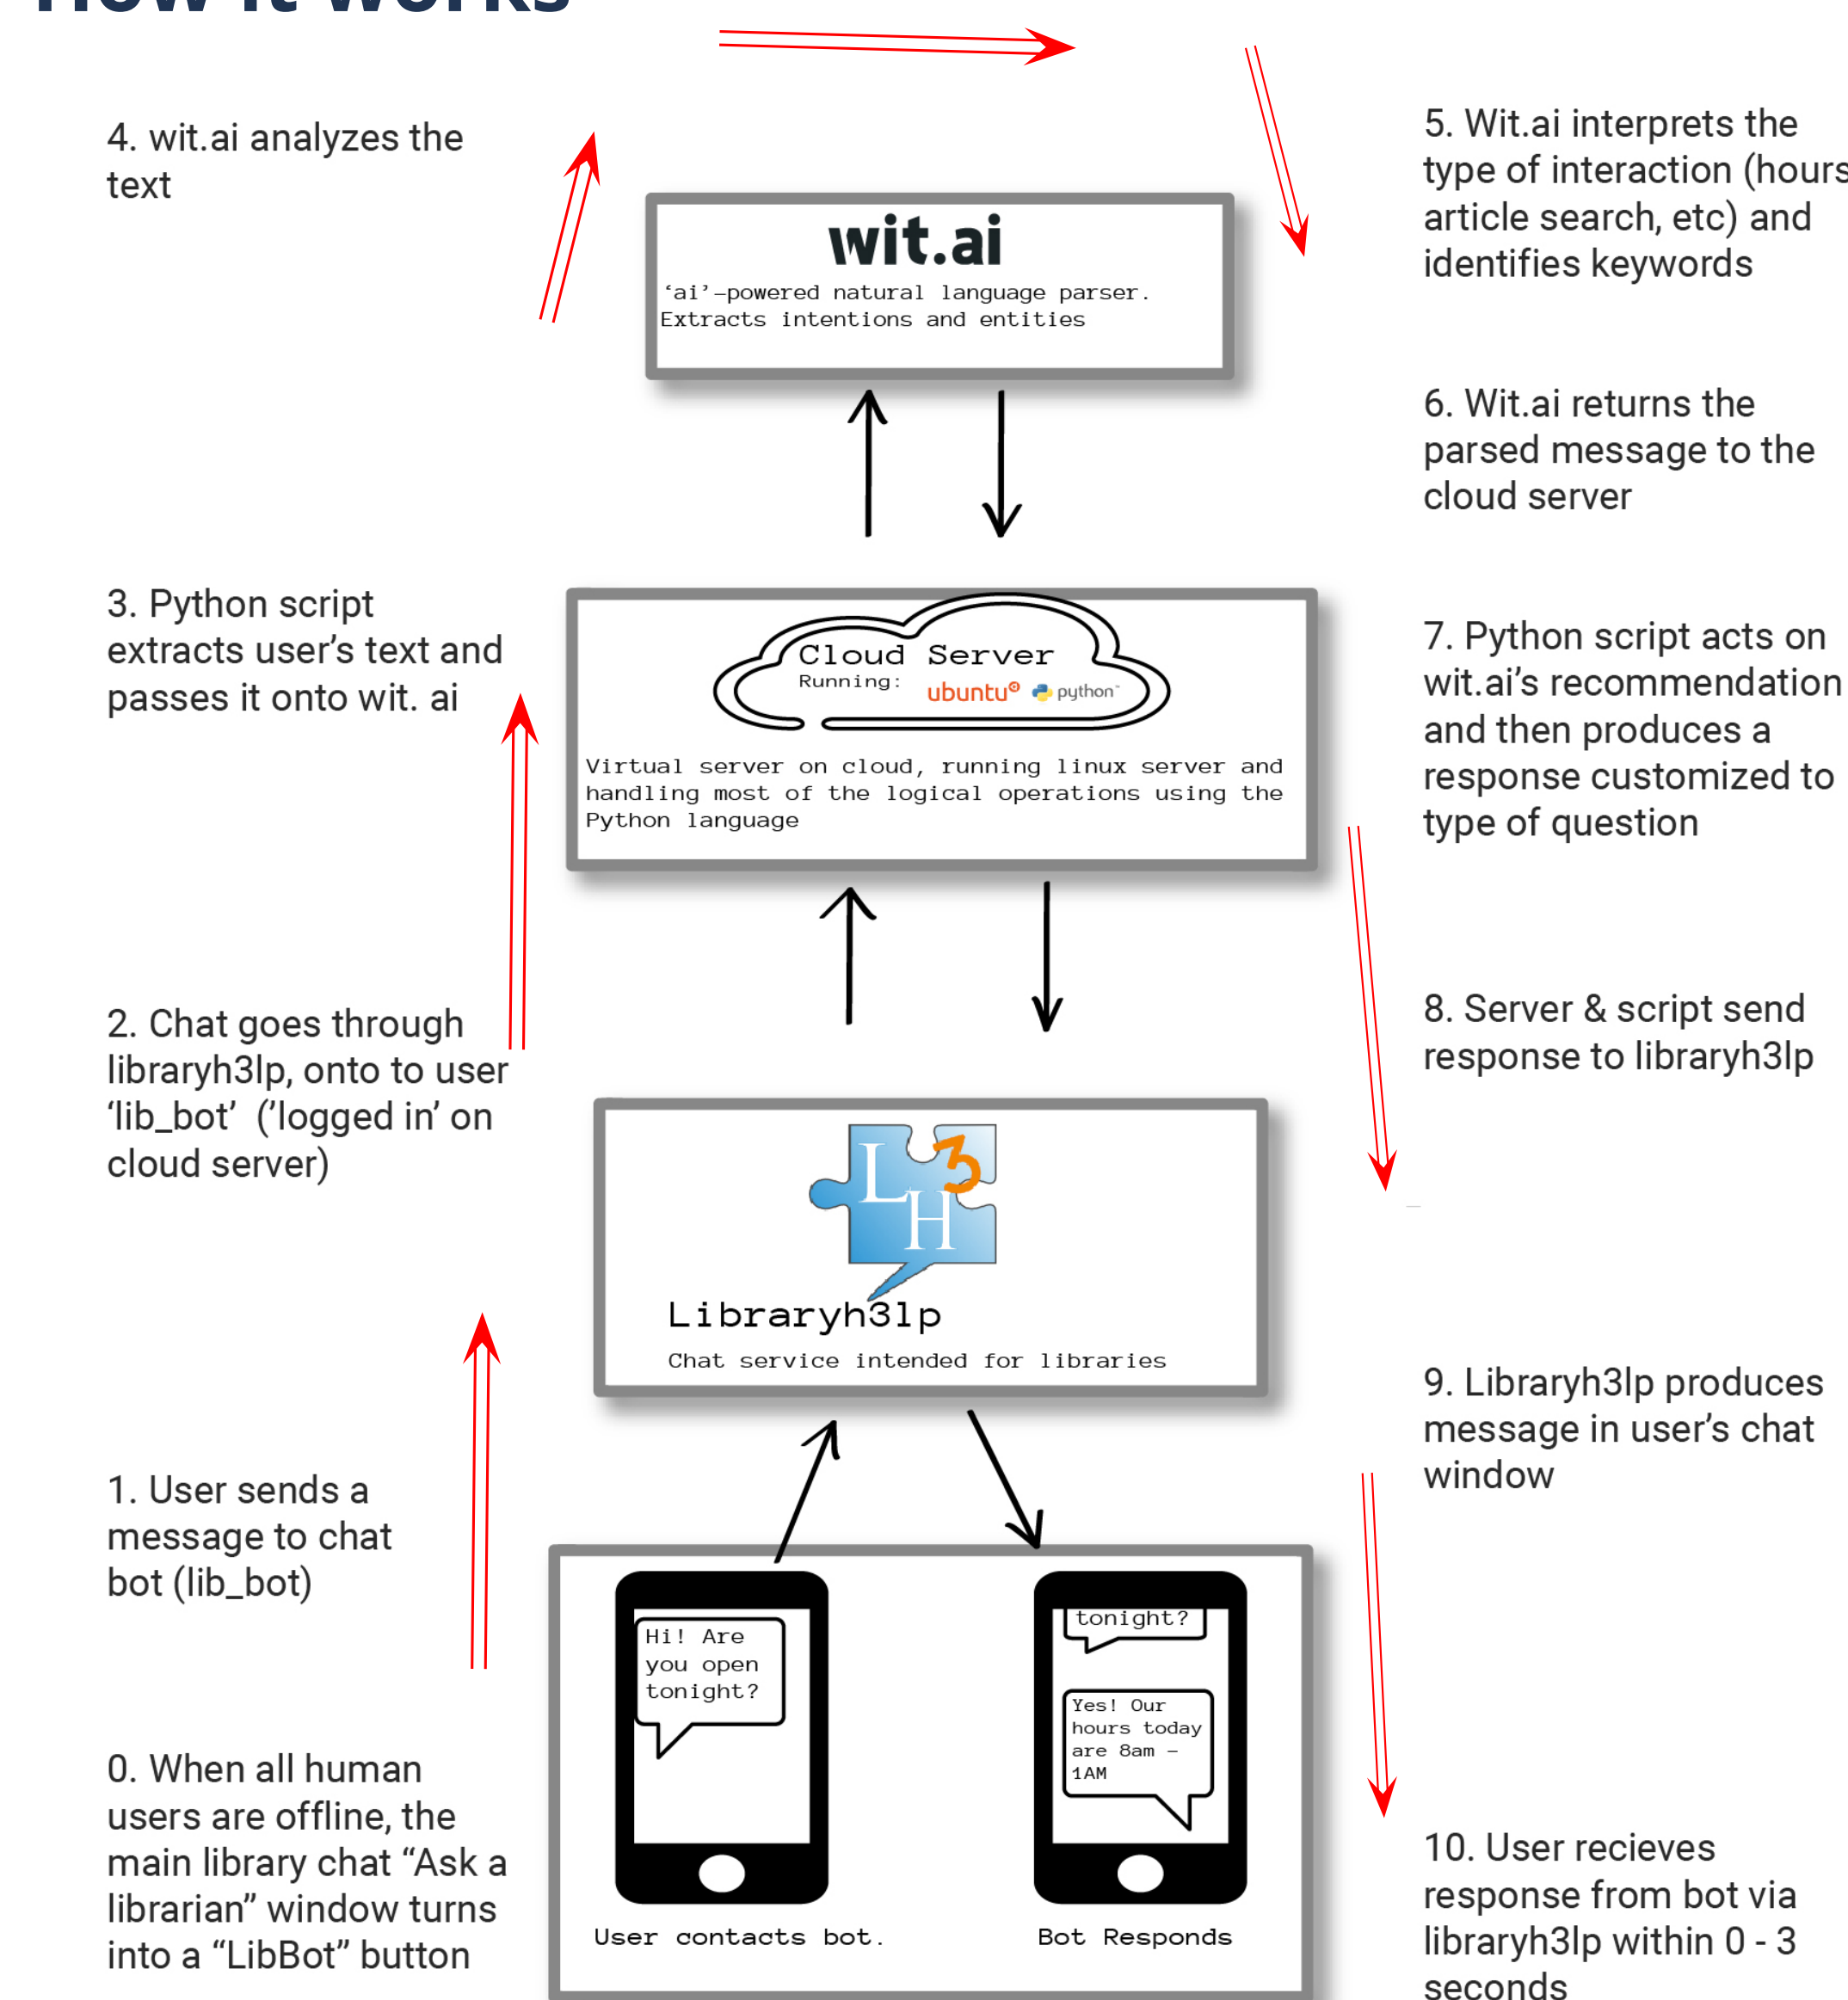 How it works
4. wit.ai analyzes the
text
5. Wit.ai interprets the
type of interaction (hours
article search, etc) and
identifies keywords
wit.ai
‘ai’-powered natural language parser.
Extracts intentions and entities
6. Wit.ai returns the
parsed message to the
cloud server
3. Python script
extracts user’s text and
passes it onto wit. ai
Cloud Server
Running:
ubuntu python
Virtual server on cloud, running linux server and
handling most of the logical operations using the
Python language
7. Python script acts on
wit.ai’s recommendation
and then produces a
response customized to
type of question
2. Chat goes through
libraryh3lp, onto to user
‘lib_bot’ (’logged in’ on
cloud server)
8. Server & script send
response to libraryh3lp
L 3
H
Libraryh3lp
Chat service intended for libraries
9. Libraryh3lp produces
message in user’s chat
window
1. User sends a
message to chat
bot (lib_bot)
Hi! Are
you open
tonight?
tonight?
Yes! Our
hours today
are 8am -
1AM
User contacts bot.
Bot Responds
0. When all human
users are offline, the
main library chat “Ask a
librarian” window turns
into a “LibBot” button
10. User recieves
response from bot via
libraryh3lp within 0 - 3
seconds